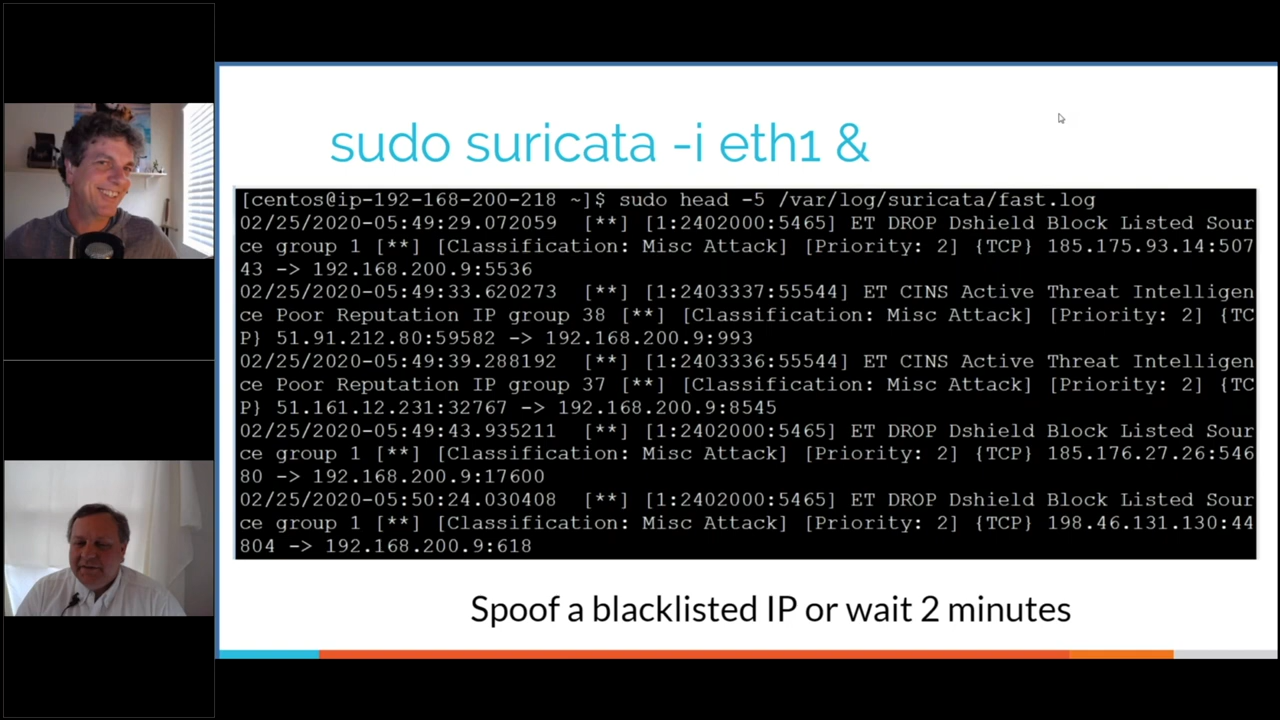 sudo suricata -i eth1 &
[centos@ip-192-168-200-218 ~]$ sudo head -5 /var/log/suricata/fast.log
02/25/2020-05:49:29.072059  [**] [1:2402000:5465] ET DROP Dshield Block Listed Sour
ce group 1 [**] [Classification: Misc Attack] [Priority: 2] {TCP} 185.175.93.14:507
43 -> 192.168.200.9:5536
02/25/2020-05:49:33.620273  [**] [1:2403337:55544] ET CINS Active Threat Intelligen
ce Poor Reputation IP group 38 [**] [Classification: Misc Attack] [Priority: 2] {TC
P} 51.91.212.80:59582 -> 192.168.200.9:993
02/25/2020-05:49:39.288192  [**] [1:2403336:55544] ET CINS Active Threat Intelligen
ce Poor Reputation IP group 37 [**] [Classification: Misc Attack] [Priority: 2] {TC
P} 51.161.12.231:32767 -> 192.168.200.9:8545
02/25/2020-05:49:43.935211  [**] [1:2402000:5465] ET DROP Dshield Block Listed Sour
ce group 1 [**] [Classification: Misc Attack] [Priority: 2] {TCP} 185.176.27.26:546
80 -> 192.168.200.9:17600
02/25/2020-05:50:24.030408  [**] [1:2402000:5465] ET DROP Dshield Block Listed Sour
ce group 1 [**] [Classification: Misc Attack] [Priority: 2] {TCP} 198.46.131.130:44
804 -> 192.168.200.9:618
Spoof a blacklisted IP or wait 2 minutes